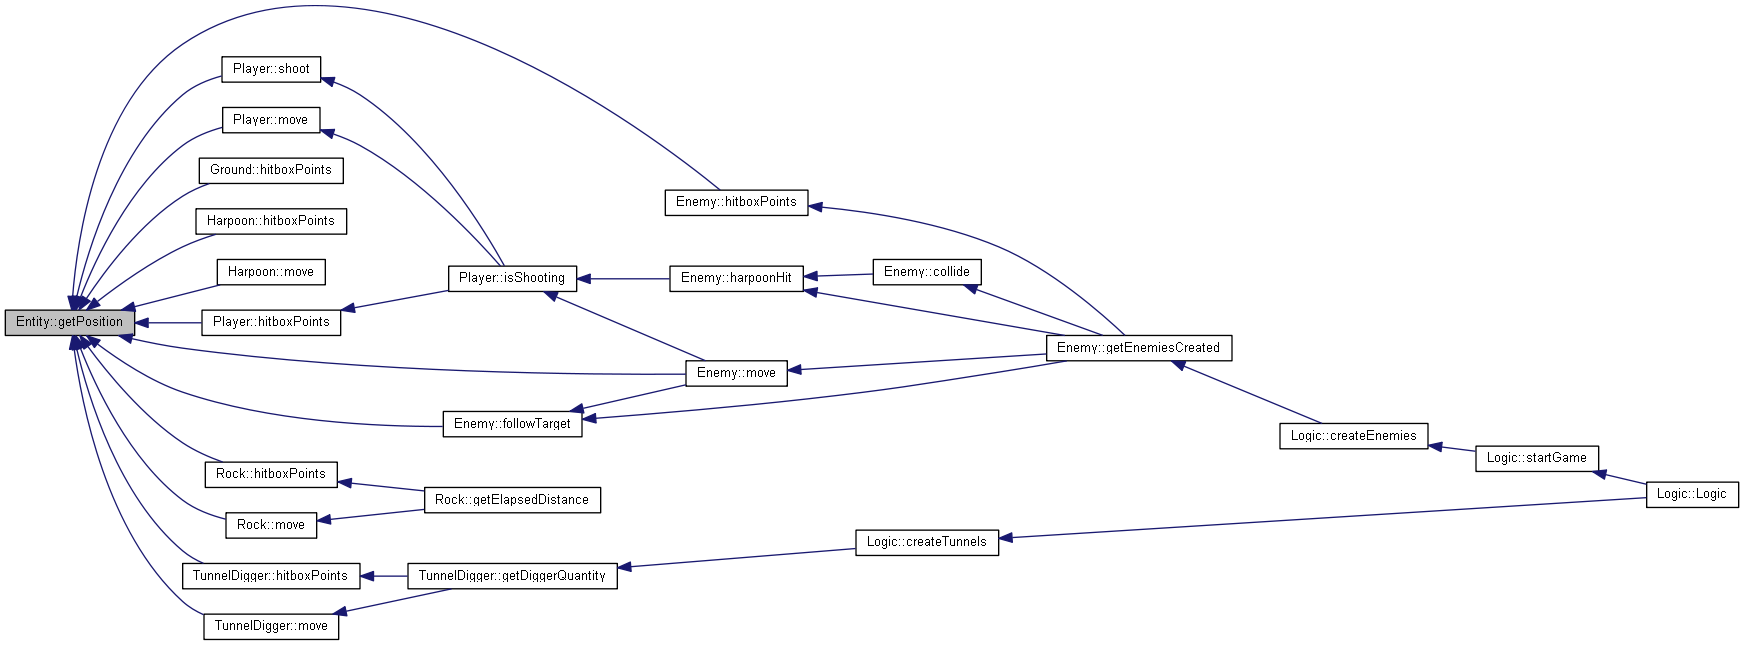 Player::shoot
Player::move
Ground::hitboxPoints
Enemy::hitboxPoints
Harpoon::hitboxPoints
Harpoon::move
Enemy::collide
Player::isShooting
Enemy::harpoonHit
Entity::getPosition
Player::hitboxPoints
Enemy::getEnemiesCreated
Enemy::move
Enemy::followTarget
Logic::createEnemies
Logic::startGame
Rock::hitboxPoints
Logic::Logic
Rock::getElapsedDistance
Rock::move
Logic::createTunnels
TunnelDigger::hitboxPoints
TunnelDigger::getDiggerQuantity
TunnelDigger::move